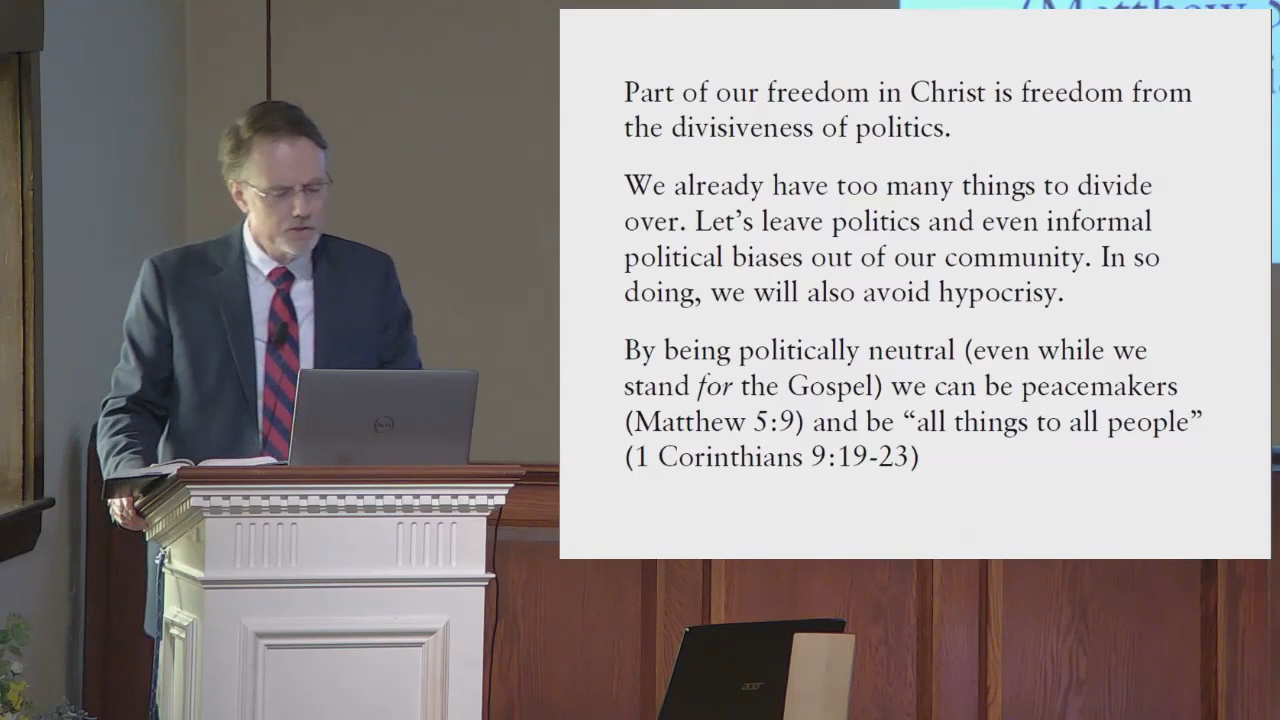 (Matthew 5
Part of our freedom in Christ is freedom from
the divisiveness of politics.
We already have too many things to divide
over. Let’s leave politics and even informal
political biases out of our community. In so
doing, we will also avoid hypocrisy.
By being politically neutral (even while we
stand for the Gospel) we can be peacemakers
(Matthew 5:9) and be “all things to all people”
(1 Corinthians 9:19-23)
DELL
acer